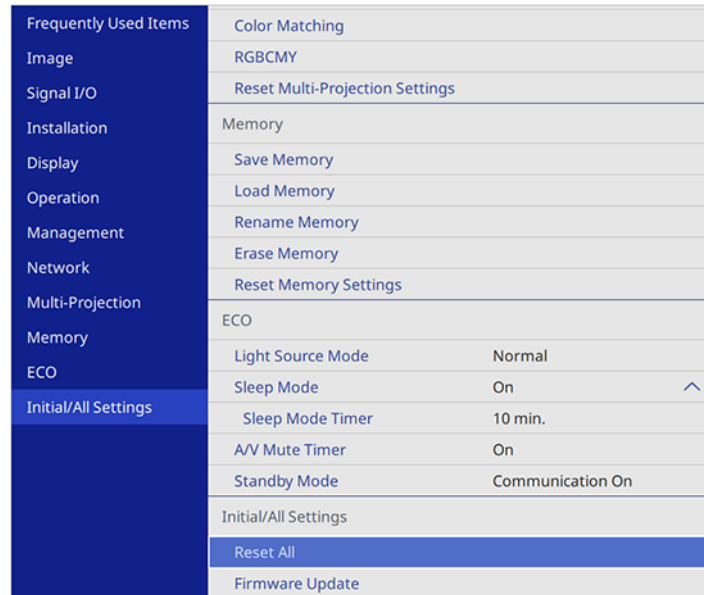 Frequently Used Items
Image
Signal I/O
Installation
Display
Operation
Management
Network
Multi-Projection
Memory
ECO
Initial/All Settings
Color Matching
RGBCMY
Reset Multi-Projection Settings
Memory
Save Memory
Load Memory
Rename Memory
Erase Memory
Reset Memory Settings
ECO
Light Source Mode Normal
Sleep Mode On
Sleep Mode Timer 10 min.
A/V Mute Timer On
Standby Mode Communication On
Initial/All Settings
Reset All
Firmware Update